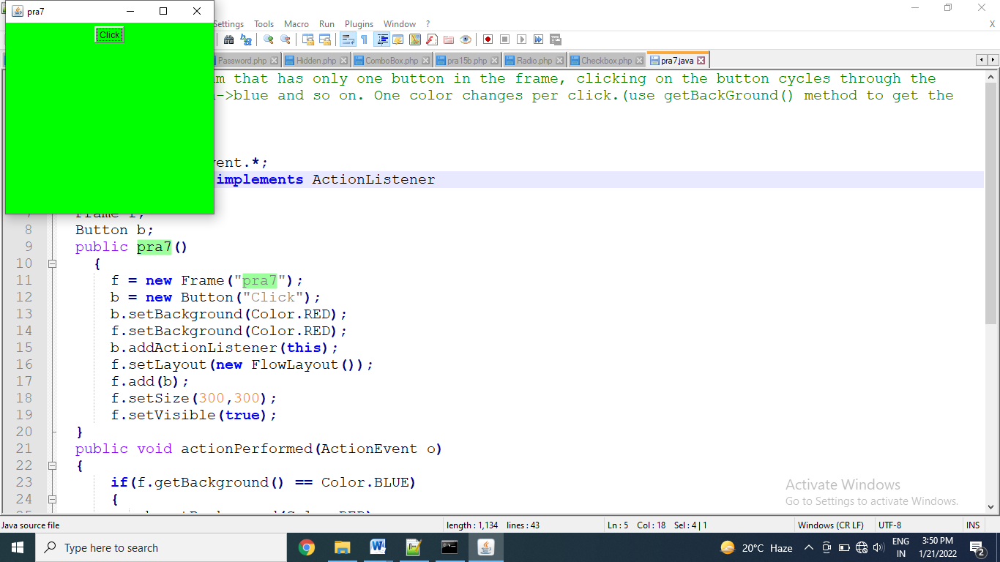 pra7
Click
Settings Tools Macro Run Plugins Window ? X
Password.php Hidden.php ComboBox.php pra15b.php Radio.php Checkbox.php pra7.java
that has only one button in the frame, clicking on the button cycles through the
->blue and so on. One color changes per click.(use getBackGround() method to get the
.*;
implements ActionListener
8 Button b;
9 public pra7()
10 {
11 f = new Frame("pra7");
12 b = new Button("Click");
13 b.setBackground(Color.RED);
14 f.setBackground(Color.RED);
15 b.addActionListener(this);
16 f.setLayout(new FlowLayout());
17 f.add(b);
18 f.setSize(300,300);
19 f.setVisible(true);
20 }
21 public void actionPerformed(ActionEvent o)
22 {
23 if(f.getBackground() == Color.BLUE)
24 {
Activate Windows
Go to Settings to activate Windows.
Java source file length : 1,134 lines : 43 Ln : 5 Col : 18 Sel : 4 | 1 Windows (CR LF) UTF-8 INS
Type here to search 20°C Haze ENG IN 3:50 PM 1/21/2022 2